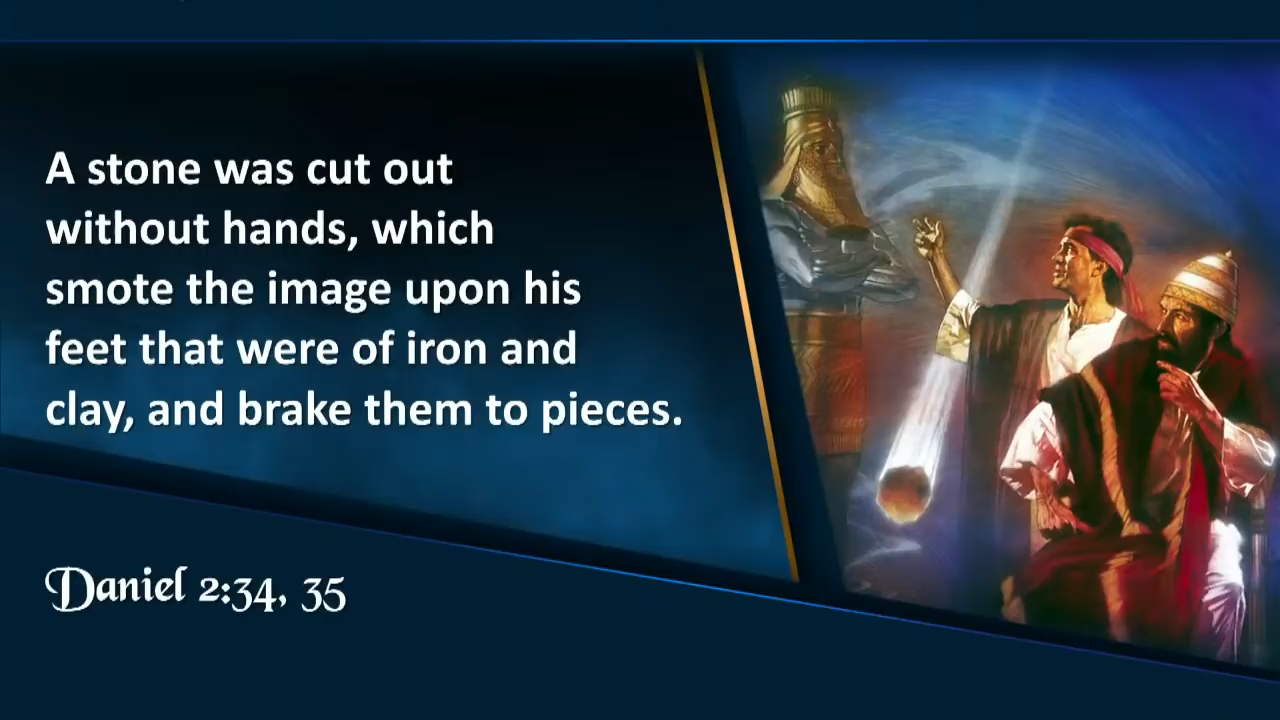 A stone was cut out
without hands, which
smote the image upon his
feet that were of iron and
clay, and brake them to pieces.
Daniel 2:34, 35